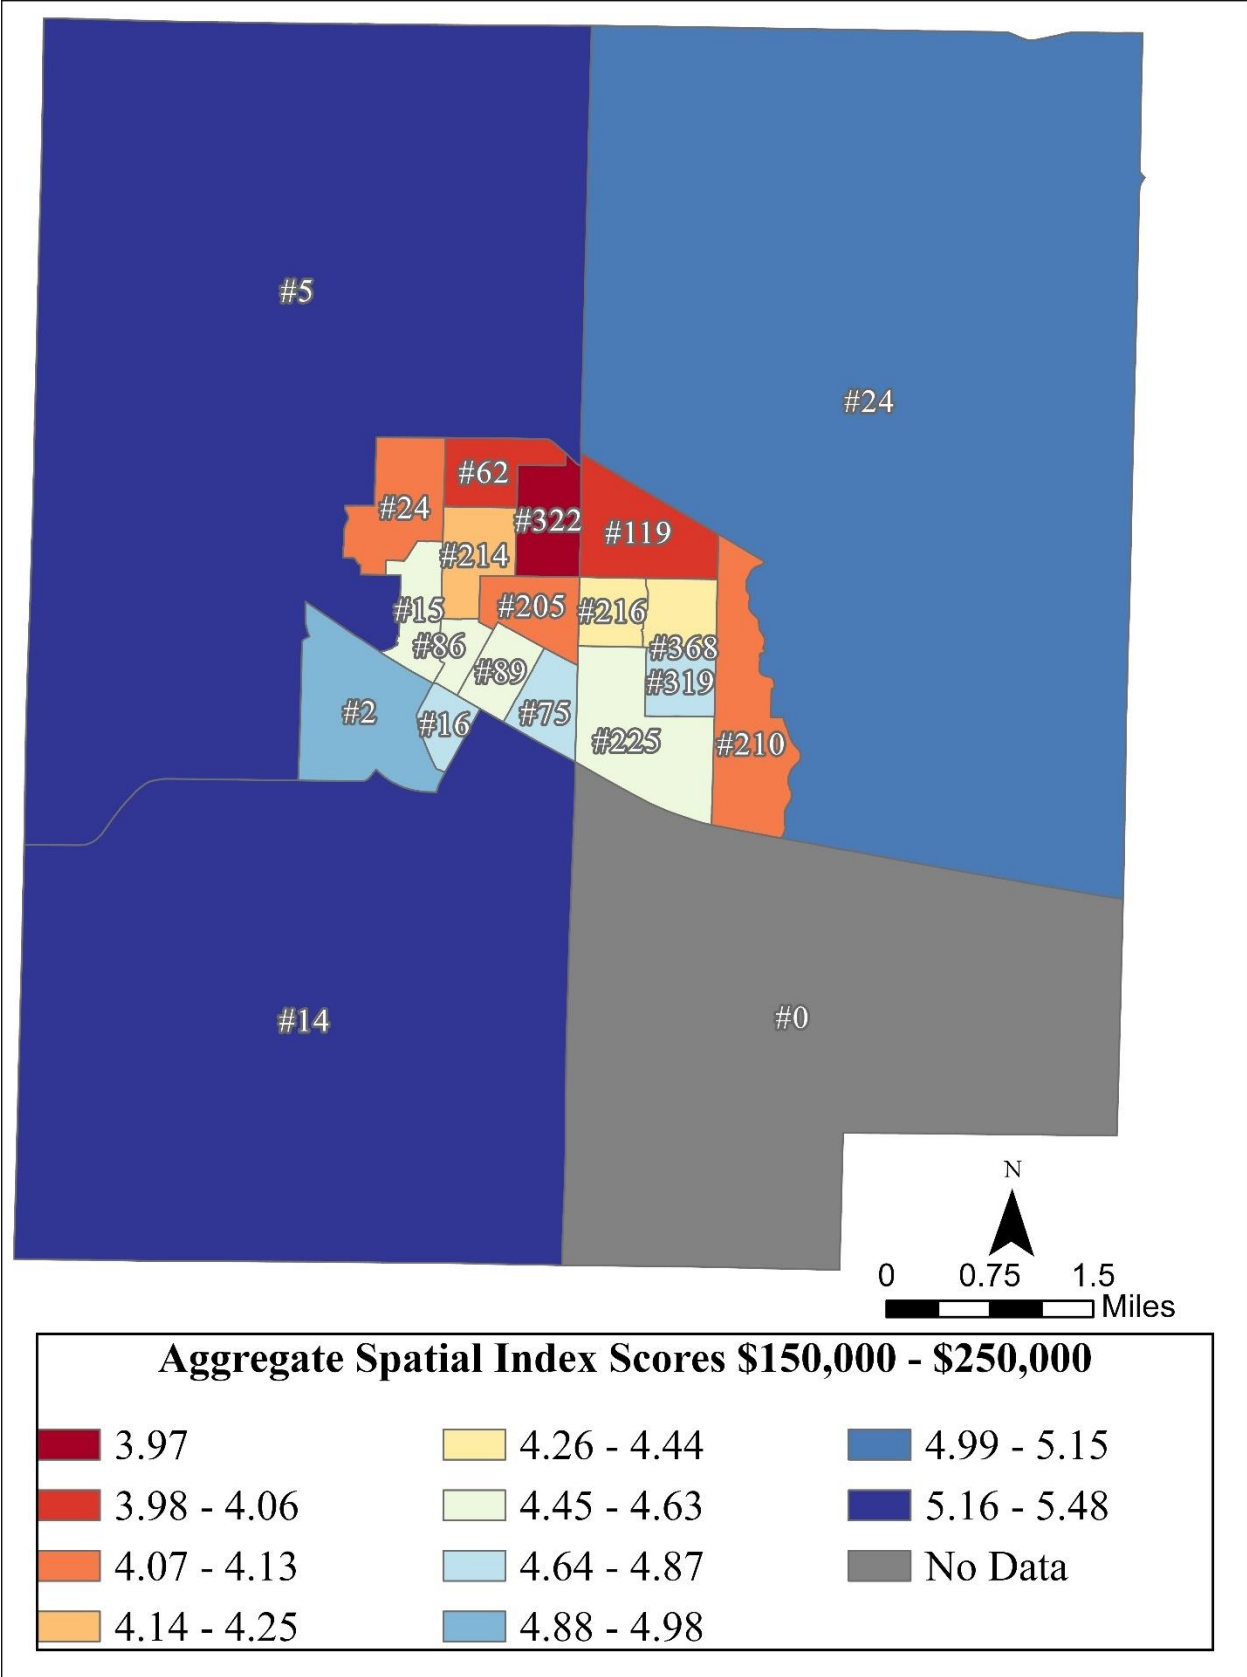 #5
#24
#62
#24
#322
#119
#214
#15
#205
#216
#86
#368
#89
#319
#2
#16
#75
#225
#210
#14
#0
N
0 0.75 1.5
Miles
Aggregate Spatial Index Scores $150,000 - $250,000
3.97
3.98 - 4.06
4.07 - 4.13
4.14 - 4.25
4.26 - 4.44
4.45 - 4.63
4.64 - 4.87
4.88 - 4.98
4.99 - 5.15
5.16 - 5.48
No Data